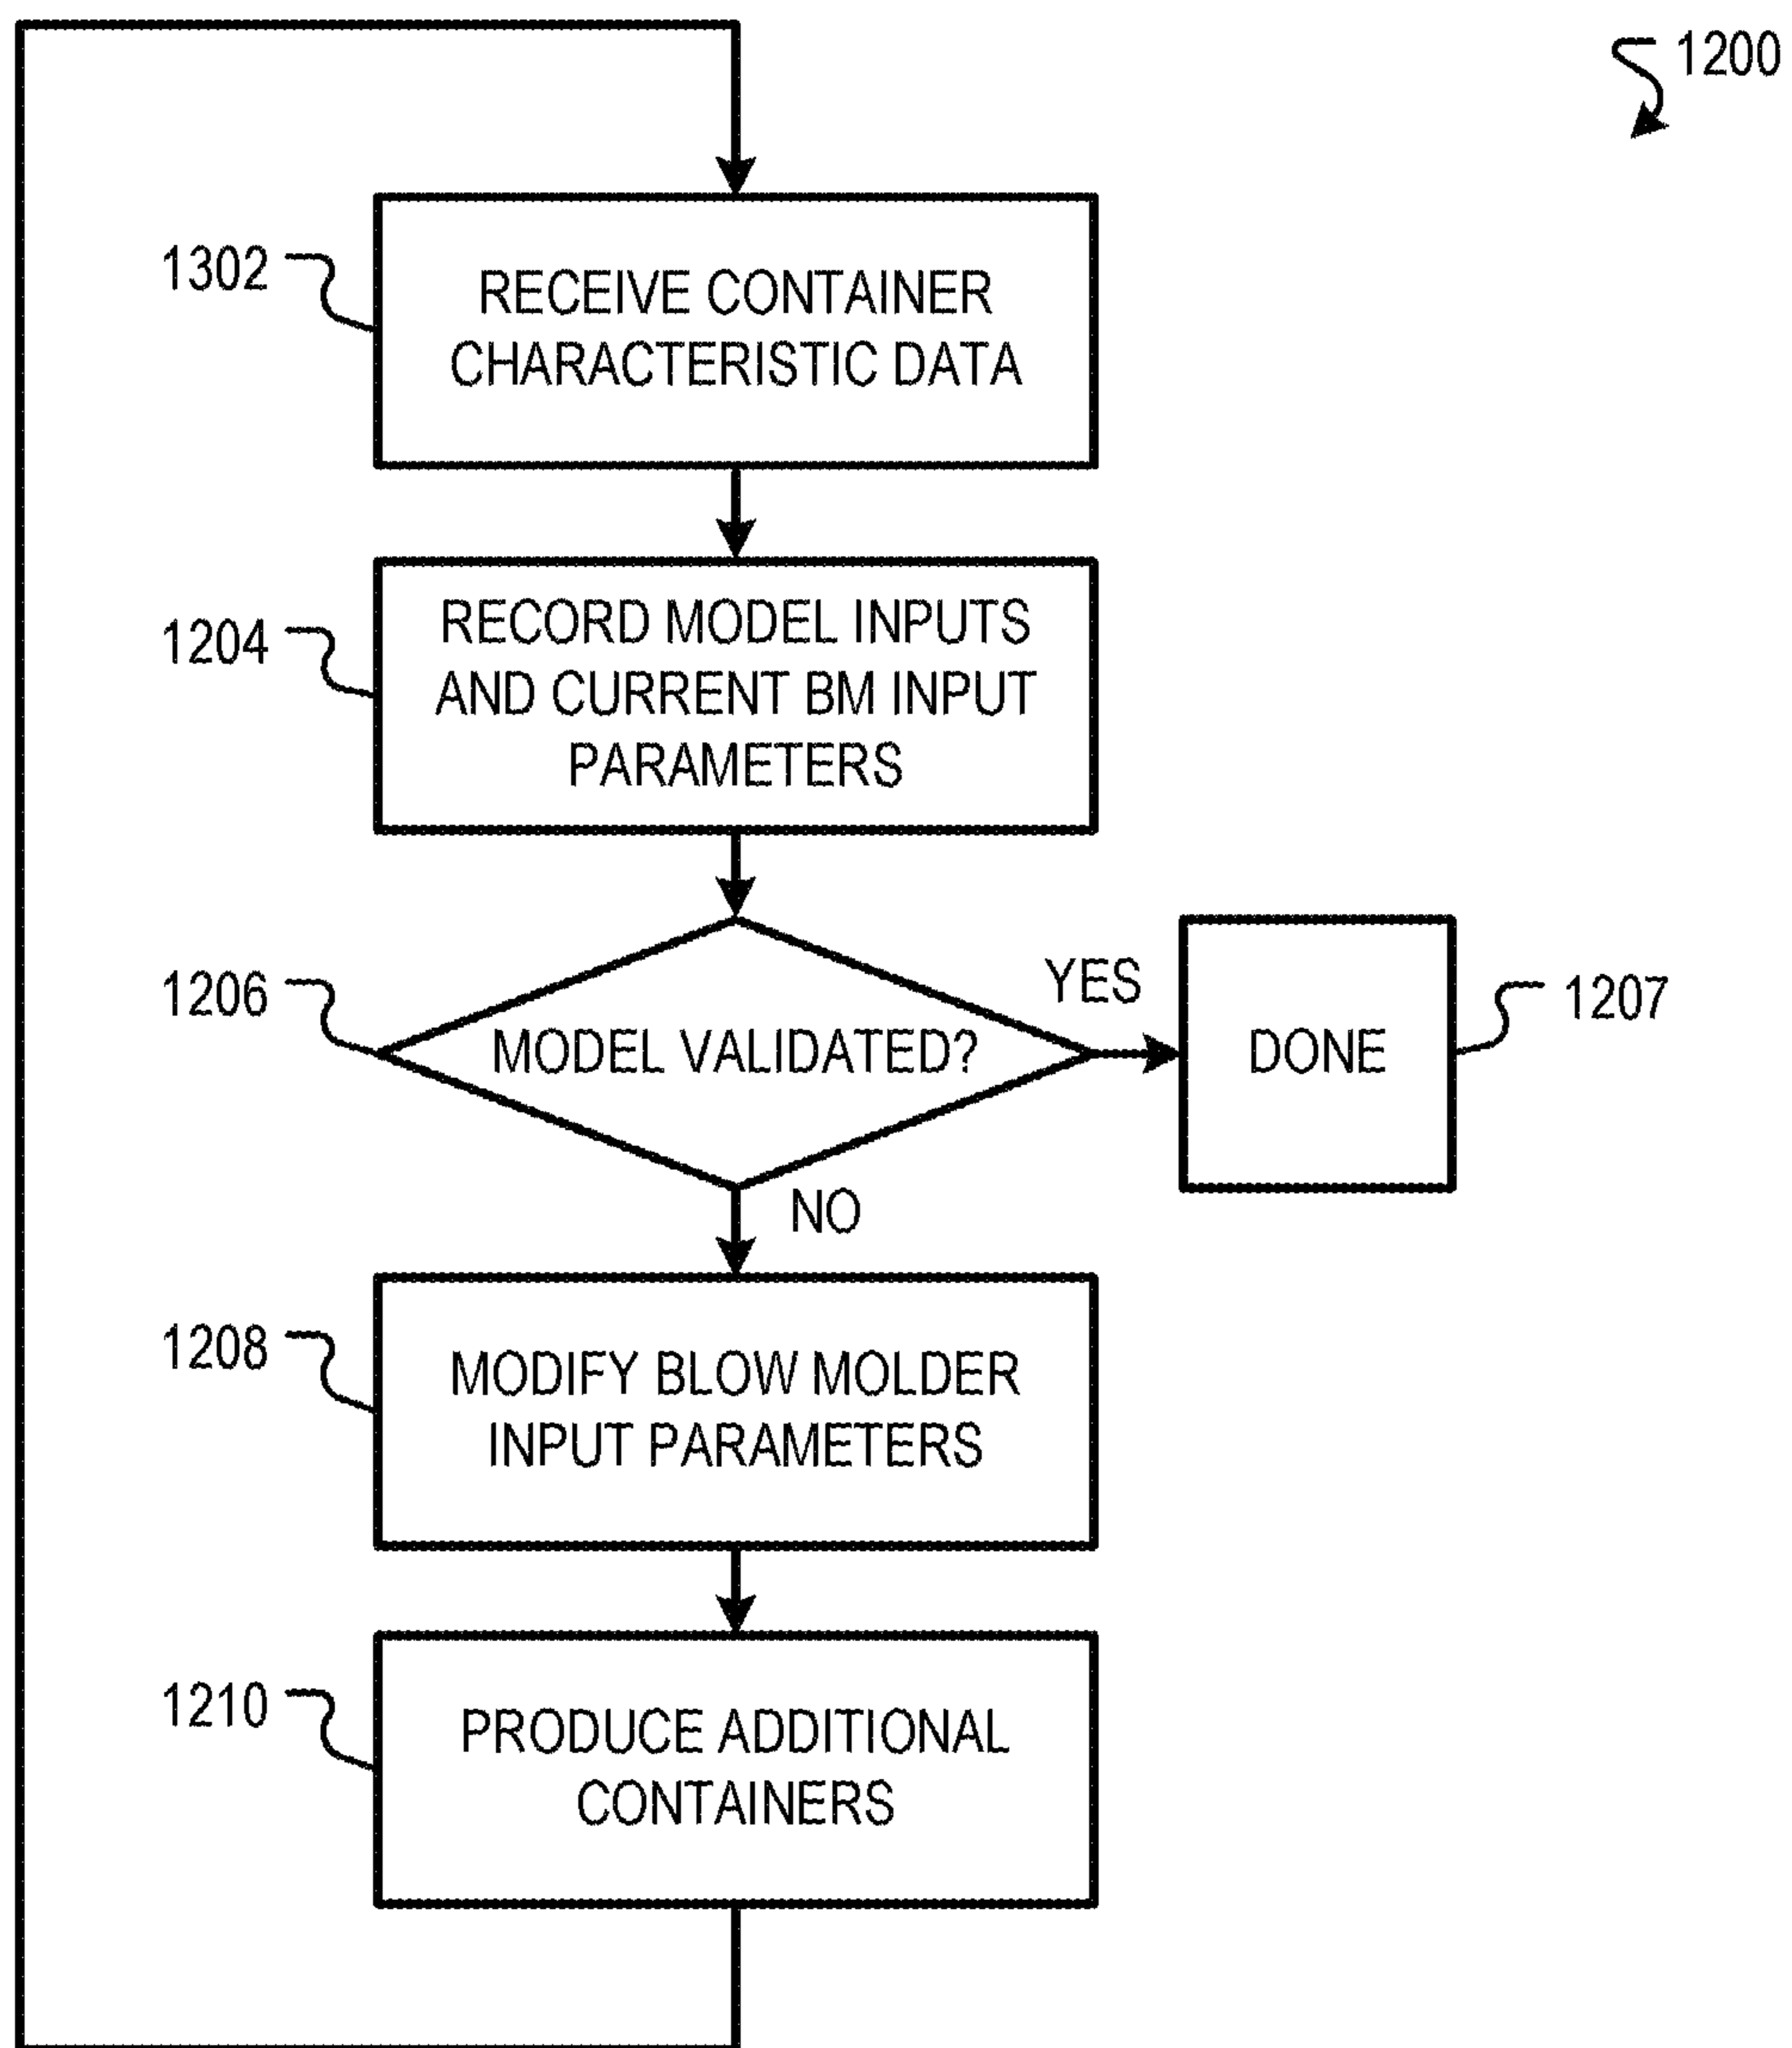 1200
1302
RECEIVE CONTAINER
CHARACTERISTIC DATA
1204
RECORD MODEL INPUTS
AND CURRENT BM INPUT
PARAMETERS
1206
MODEL VALIDATED?
YES
DONE
1207
NO
1208
MODIFY BLOW MOLDER
INPUT PARAMETERS
1210
PRODUCE ADDITIONAL
CONTAINERS